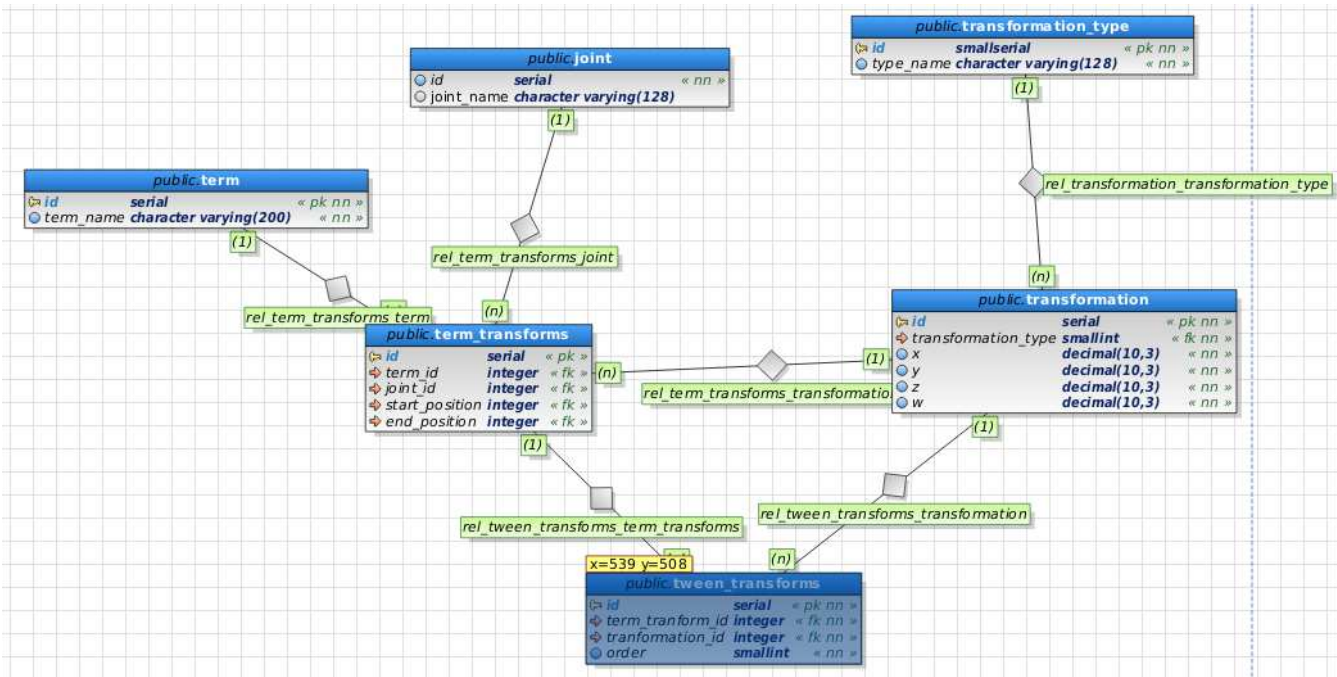 public.transformation_type
id smallserial « pk nn »
type_name character varying(128) « nn »
(1)
public.joint
id serial « nn »
joint_name character varying(128)
(1)
rel_transformation_transformation_type
public.term
id serial « pk nn »
term_name character varying(200) « nn »
(1)
rel_term_transforms_joint
(n)
rel_term_transforms_term
(n)
public.transformation
id serial « pk nn »
transformation_type smallint « fk nn »
x decimal(10,3) « nn »
y decimal(10,3) « nn »
z decimal(10,3) « nn »
w decimal(10,3) « nn »
public.term_transforms
id serial « pk »
term_id integer « fk »
joint_id integer « fk »
start_position integer « fk »
end_position integer « fk »
(n)
(1)
rel_term_transforms_transformatio
(1)
(1)
rel_tween_transforms_transformation
rel_tween_transforms_term_transforms
(n)
x=539 y=508
public.tween_transforms
id serial « pk nn »
term_tranform_id integer « fk nn »
tranformation_id integer « fk nn »
order smallint « nn »